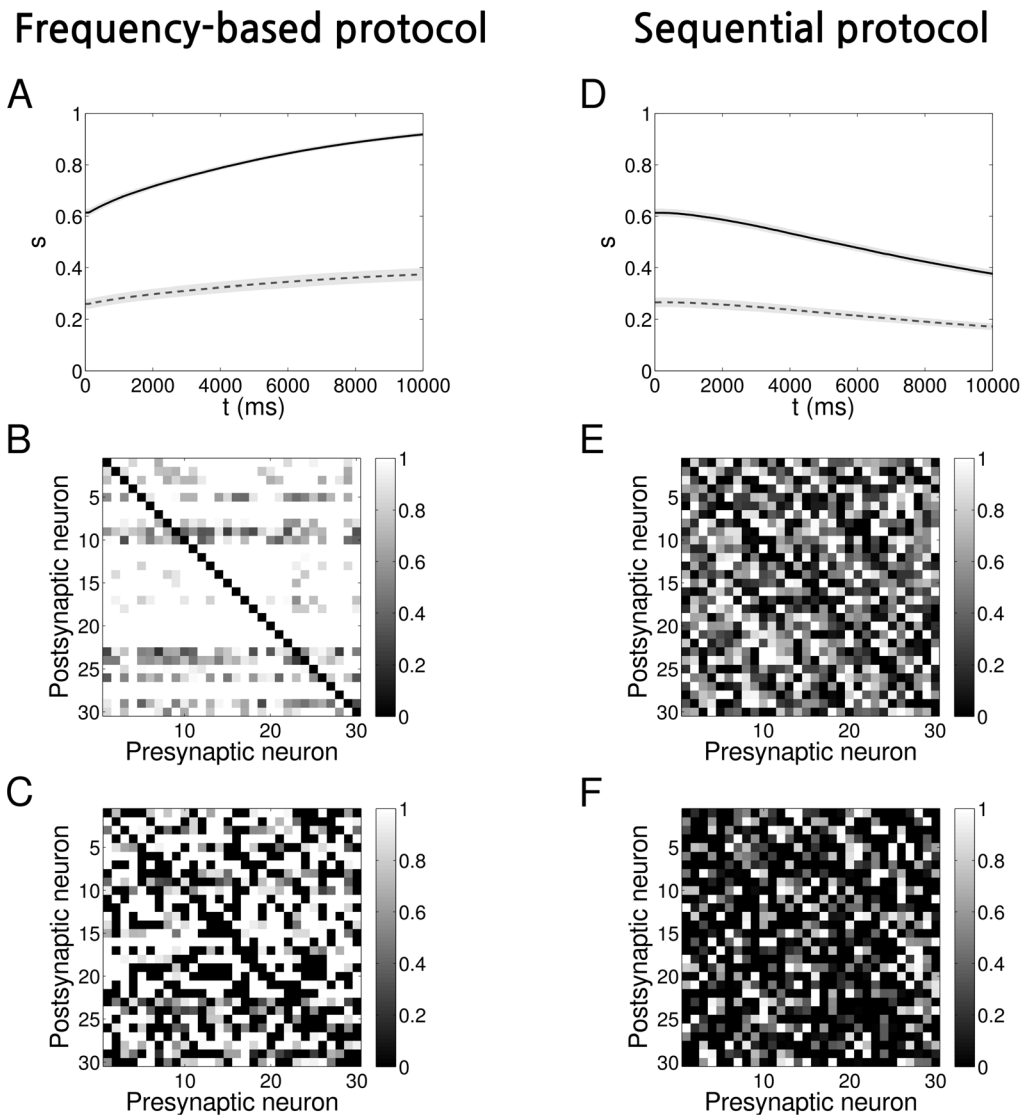 Frequency-based protocol
Sequential protocol
A
1
0.8
0.6
0.4
0.2
0
s
0 2000 4000 6000 8000 10000
t (ms)
D
1
0.8
0.6
0.4
0.2
0
s
0 2000 4000 6000 8000 10000
t (ms)
B
Postsynaptic neuron
5
10
15
20
25
30
10 20 30
Presynaptic neuron
1
0.8
0.6
0.4
0.2
0
E
Postsynaptic neuron
5
10
15
20
25
30
10 20 30
Presynaptic neuron
1
0.8
0.6
0.4
0.2
0
C
Postsynaptic neuron
5
10
15
20
25
30
10 20 30
Presynaptic neuron
1
0.8
0.6
0.4
0.2
0
F
Postsynaptic neuron
5
10
15
20
25
30
10 20 30
Presynaptic neuron
1
0.8
0.6
0.4
0.2
0